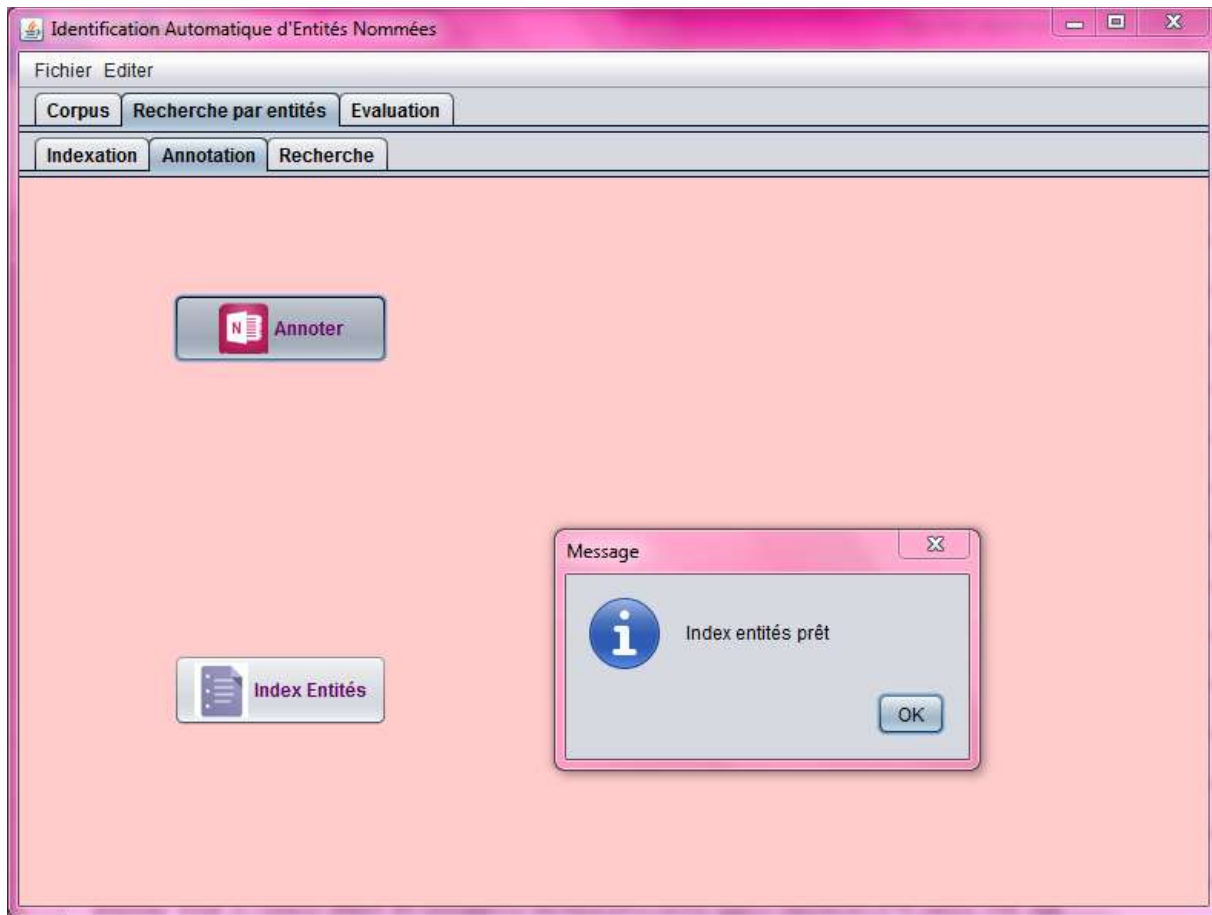 Identification Automatique d'Entités Nommées
Fichier Editer
Corpus Recherche par entités Evaluation
Indexation Annotation Recherche
N Annoter
Message
Index entités prêt
OK
Index Entités